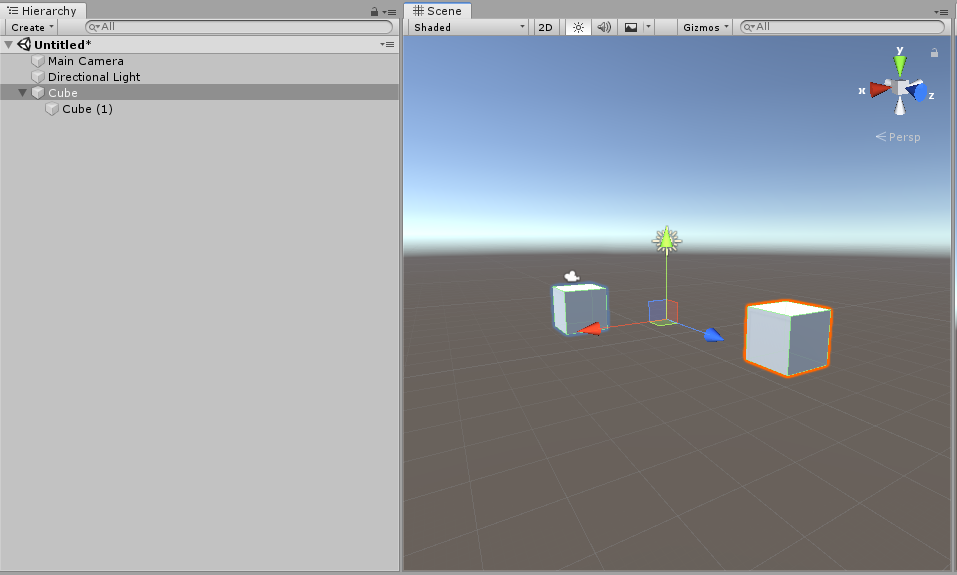 Hierarchy
Create All
Untitled*
Main Camera
Directional Light
Cube
Cube (1)
Scene
Shaded 2D Gizmos All
y
x z
Persp